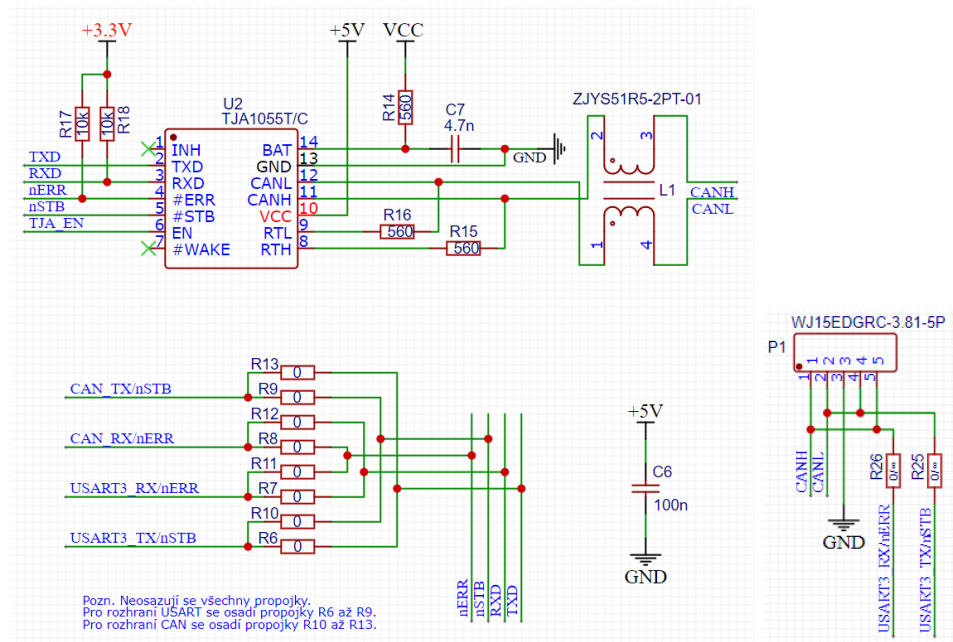 +3.3V
+5V
VCC
R17
10k
10k
R18
U2
TJA1055T/C
R14
560
C7
4.7n
GND
ZJYS51R5-2PT-01
TXD
RXD
nERR
nSTB
TJA_EN
1 INH
2 TXD
3 RXD
4 #ERR
5 #STB
6 EN
7 #WAKE
BAT 14
GND 13
CANL 12
CANH 11
VCC 10
RTL 9
RTH 8
R16
560
R15
560
2
3
L1
1
4
CANH
CANL
WJ15EDGRC-3.81-5P
P1
1 2 3 4 5
1 2 3 4 5
CANH
CANL
R26
0/∞
R25
0/∞
GND
USART3_RX/nERR
USART3_TX/nSTB
CAN_TX/nSTB
CAN_RX/nERR
USART3_RX/nERR
USART3_TX/nSTB
R13
0
R9
0
R12
0
R8
0
R11
0
R7
0
R10
0
R6
0
nERR
nSTB
RXD
TXD
+5V
C6
100n
GND
Pozn. Neosazují se všechny propojky.
Pro rozhraní USART se osadí propojky R6 až R9.
Pro rozhraní CAN se osadí propojky R10 až R13.